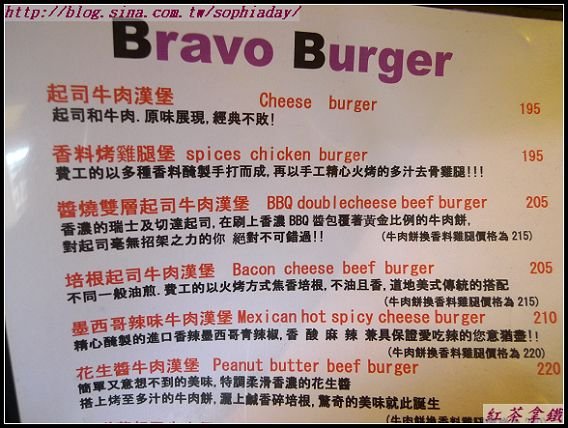 http://blog.sina.com.tw/sophiaday/
Bravo Burger
起司牛肉漢堡 Cheese burger 195
起司和牛肉.原味展現,經典不敗!
香料烤雞腿堡 spices chicken burger 195
費工的以多種香料醃製手打而成,再以手工精心火烤的多汁去骨雞腿!!!
醬燒雙層起司牛肉漢堡 BBQ doublecheese beef burger 205
香濃的瑞士及切達起司,在刷上香濃BBQ醬包覆著黃金比例的牛肉餅,
對起司毫無招架之力的你 絕對不可錯過!! (牛肉餅換香料雞腿價格為 215)
培根起司牛肉漢堡 Bacon cheese beef burger 205
不同一般油煎.費工的以火烤方式焦香培根,不油且香,道地美式傳統的搭配
(牛肉餅換香料雞腿價格為 215)
墨西哥辣味牛肉漢堡 Mexican hot spicy cheese burger 210
精心醃製的進口香辣墨西哥青辣椒,香 酸 麻 辣 兼具保證愛吃辣的您意猶盡!!
(牛肉餅換香料雞腿價格為 220)
花生醬牛肉漢堡 Peanut butter beef burger 220
簡單又意想不到的美味,特調柔滑香濃的花生醬
搭上烤至多汁的牛肉餅,灑上鹹香碎培根,驚奇的美味就此誕生
(牛肉餅換香料雞腿
紅茶拿鐵